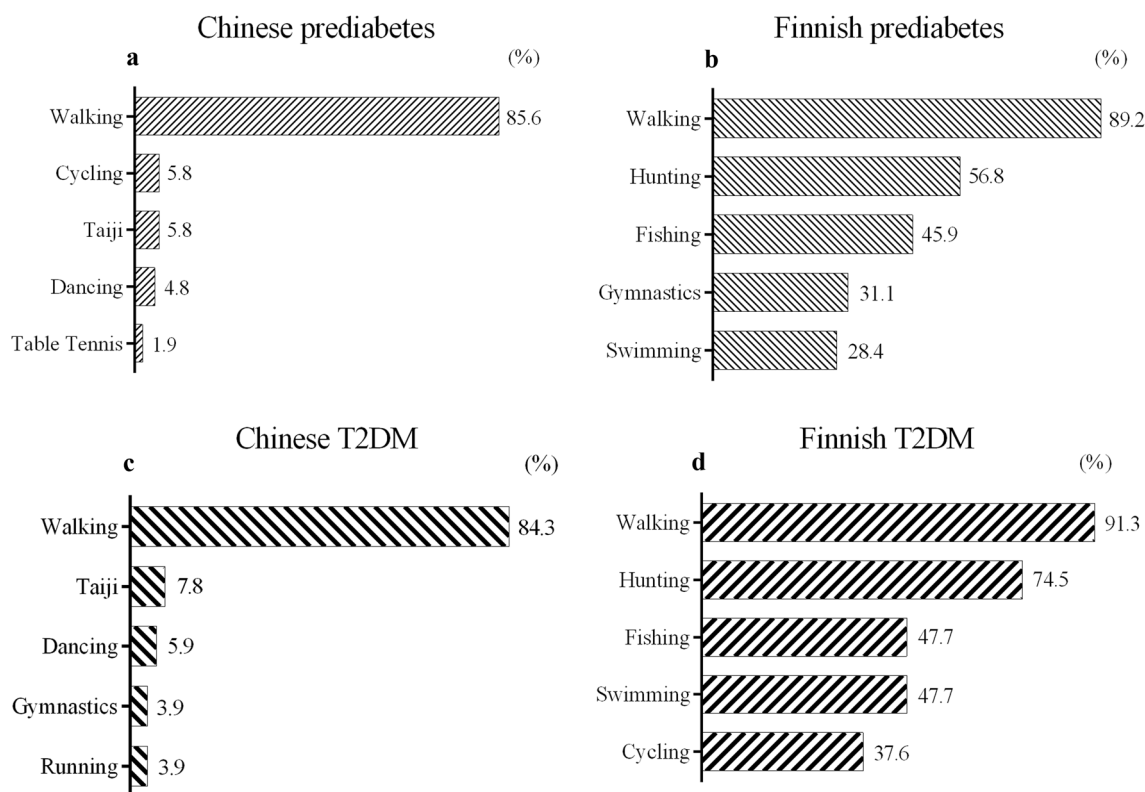 Chinese prediabetes
a
(%)
Walking 85.6
Cycling 5.8
Taiji 5.8
Dancing 4.8
Table Tennis 1.9
Finnish prediabetes
b
(%)
Walking 89.2
Hunting 56.8
Fishing 45.9
Gymnastics 31.1
Swimming 28.4
Chinese T2DM
c
(%)
Walking 84.3
Taiji 7.8
Dancing 5.9
Gymnastics 3.9
Running 3.9
Finnish T2DM
d
(%)
Walking 91.3
Hunting 74.5
Fishing 47.7
Swimming 47.7
Cycling 37.6